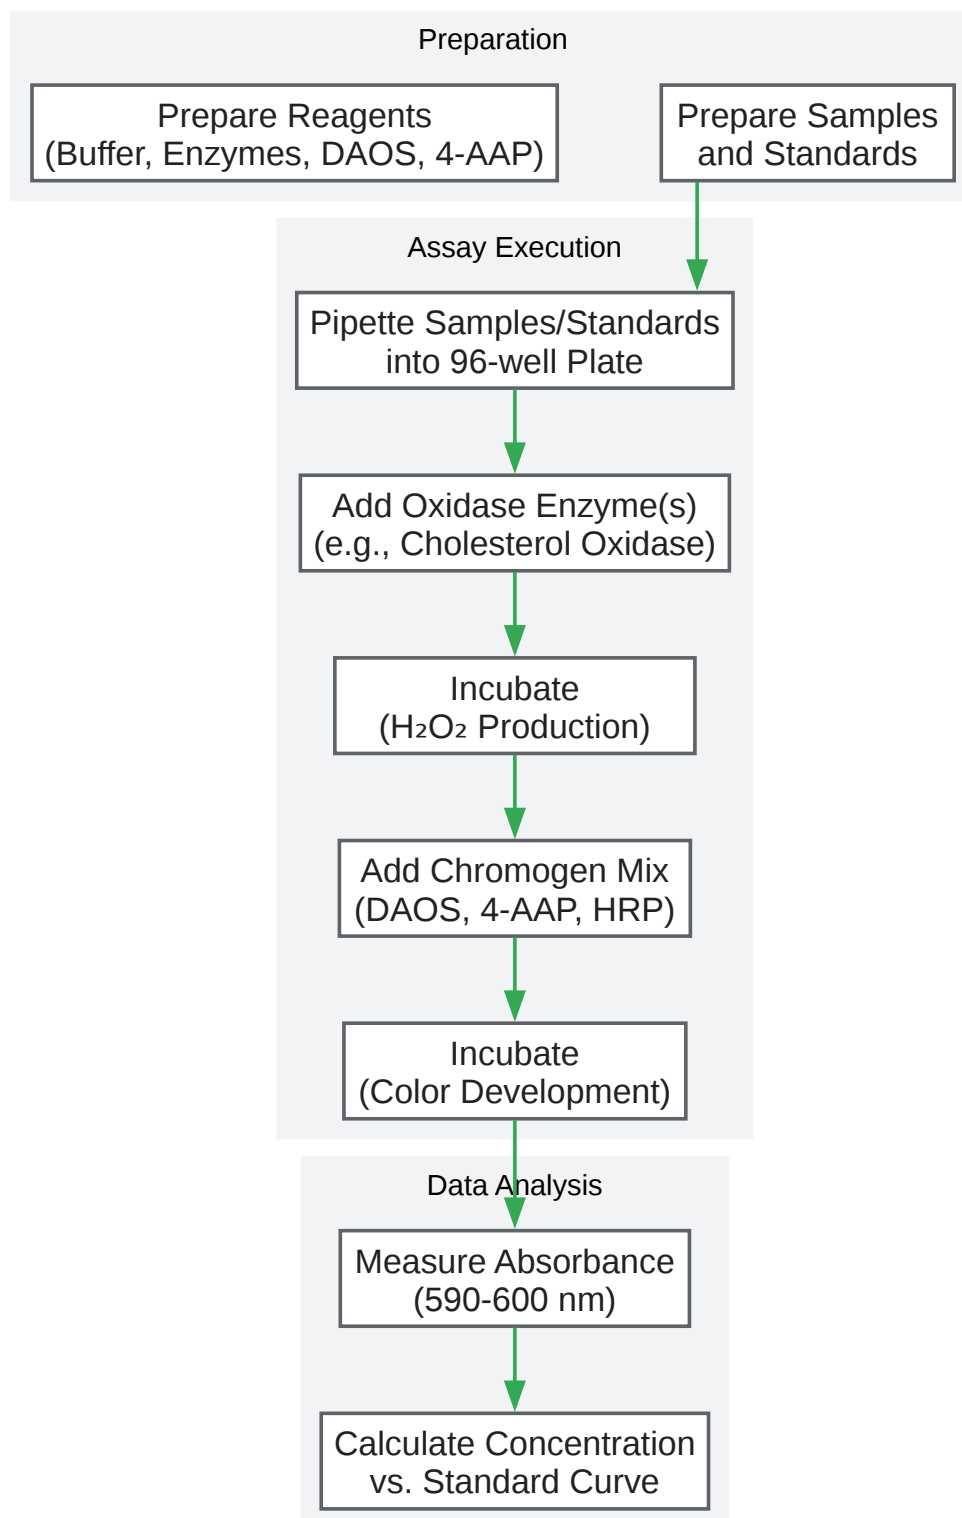 Preparation
Prepare Reagents
(Buffer, Enzymes, DAOS, 4-AAP)
Prepare Samples
and Standards
Assay Execution
Pipette Samples/Standards
into 96-well Plate
Add Oxidase Enzyme(s)
(e.g., Cholesterol Oxidase)
Incubate
(H₂O₂ Production)
Add Chromogen Mix
(DAOS, 4-AAP, HRP)
Incubate
(Color Development)
Data Analysis
Measure Absorbance
(590-600 nm)
Calculate Concentration
vs. Standard Curve